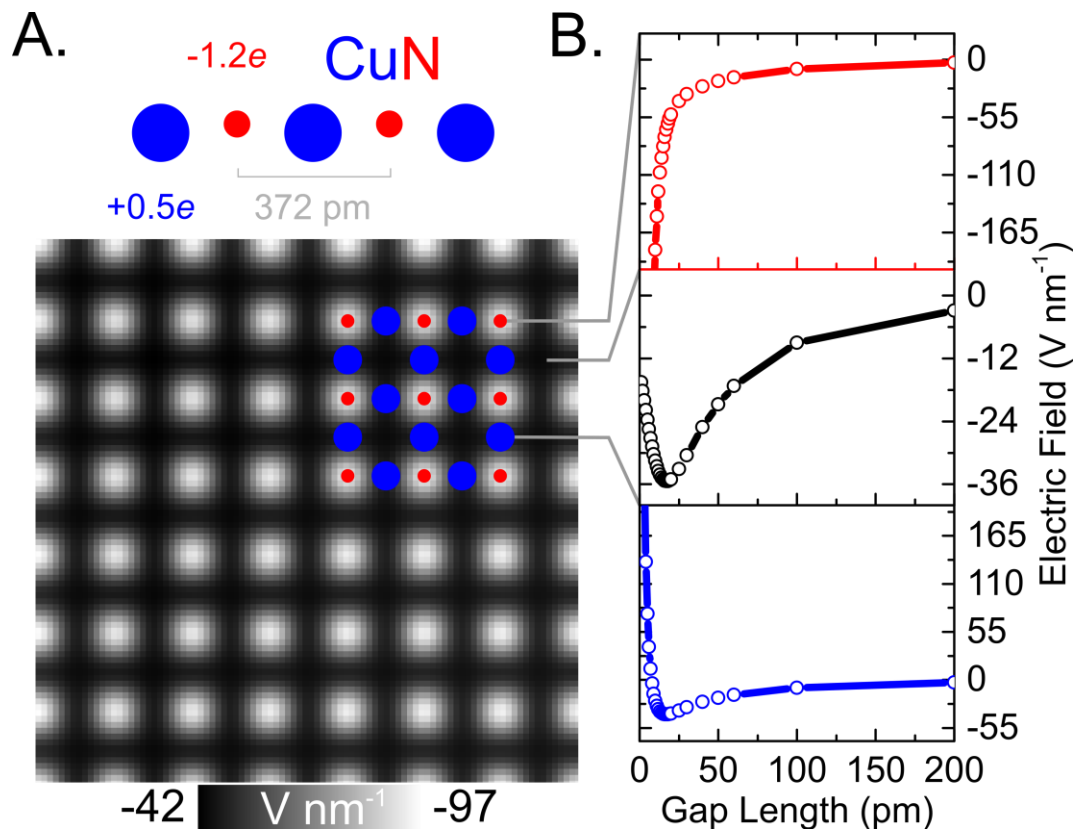 A.
-1.2e
CuN
+0.5e
372 pm
-42
V nm⁻¹
-97
B.
0
-55
-110
-165
0
-12
-24
-36
165
110
55
0
-55
Electric Field (V nm⁻¹)
0
50
100
150
200
Gap Length (pm)